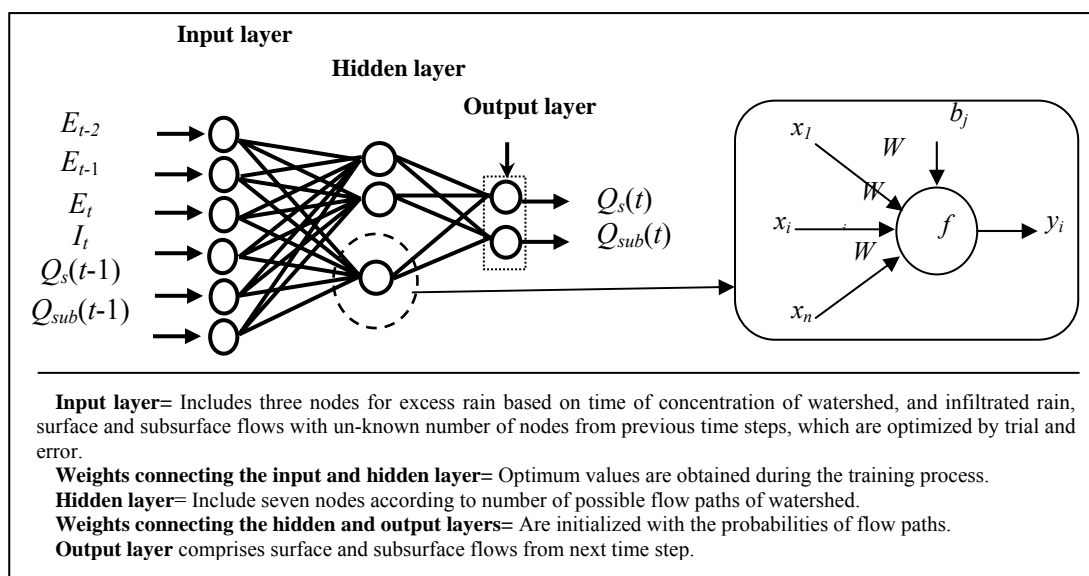 Input layer
Hidden layer
Output layer
E_{t-2}
E_{t-1}
E_t
I_t
Q_s(t-1)
Q_{sub}(t-1)
Q_s(t)
Q_{sub}(t)
x_1
x_i
x_n
W
W
W
b_j
f
y_i
Input layer= Includes three nodes for excess rain based on time of concentration of watershed, and infiltrated rain,
surface and subsurface flows with un-known number of nodes from previous time steps, which are optimized by trial and
error.
Weights connecting the input and hidden layer= Optimum values are obtained during the training process.
Hidden layer= Include seven nodes according to number of possible flow paths of watershed.
Weights connecting the hidden and output layers= Are initialized with the probabilities of flow paths.
Output layer comprises surface and subsurface flows from next time step.